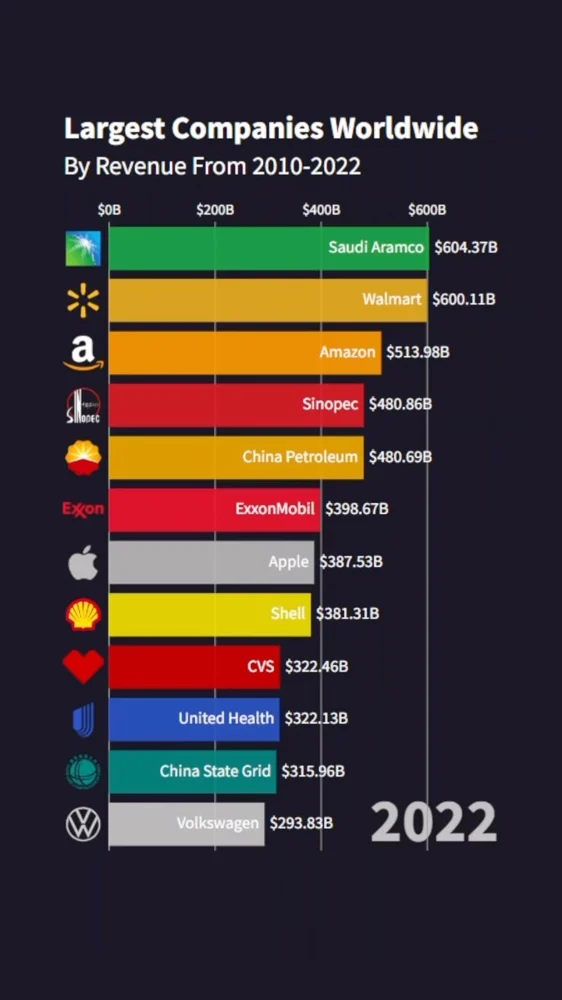 Largest Companies Worldwide
By Revenue From 2010-2022
$0B $200B $400B $600B
Saudi Aramco $604.37B
Walmart $600.11B
a Amazon $513.98B
SINOPEC Sinopec $480.86B
China Petroleum $480.69B
Exxon ExxonMobil $398.67B
Apple $387.53B
Shell $381.31B
CVS $322.46B
United Health $322.13B
China State Grid $315.96B
Volkswagen $293.83B
2022